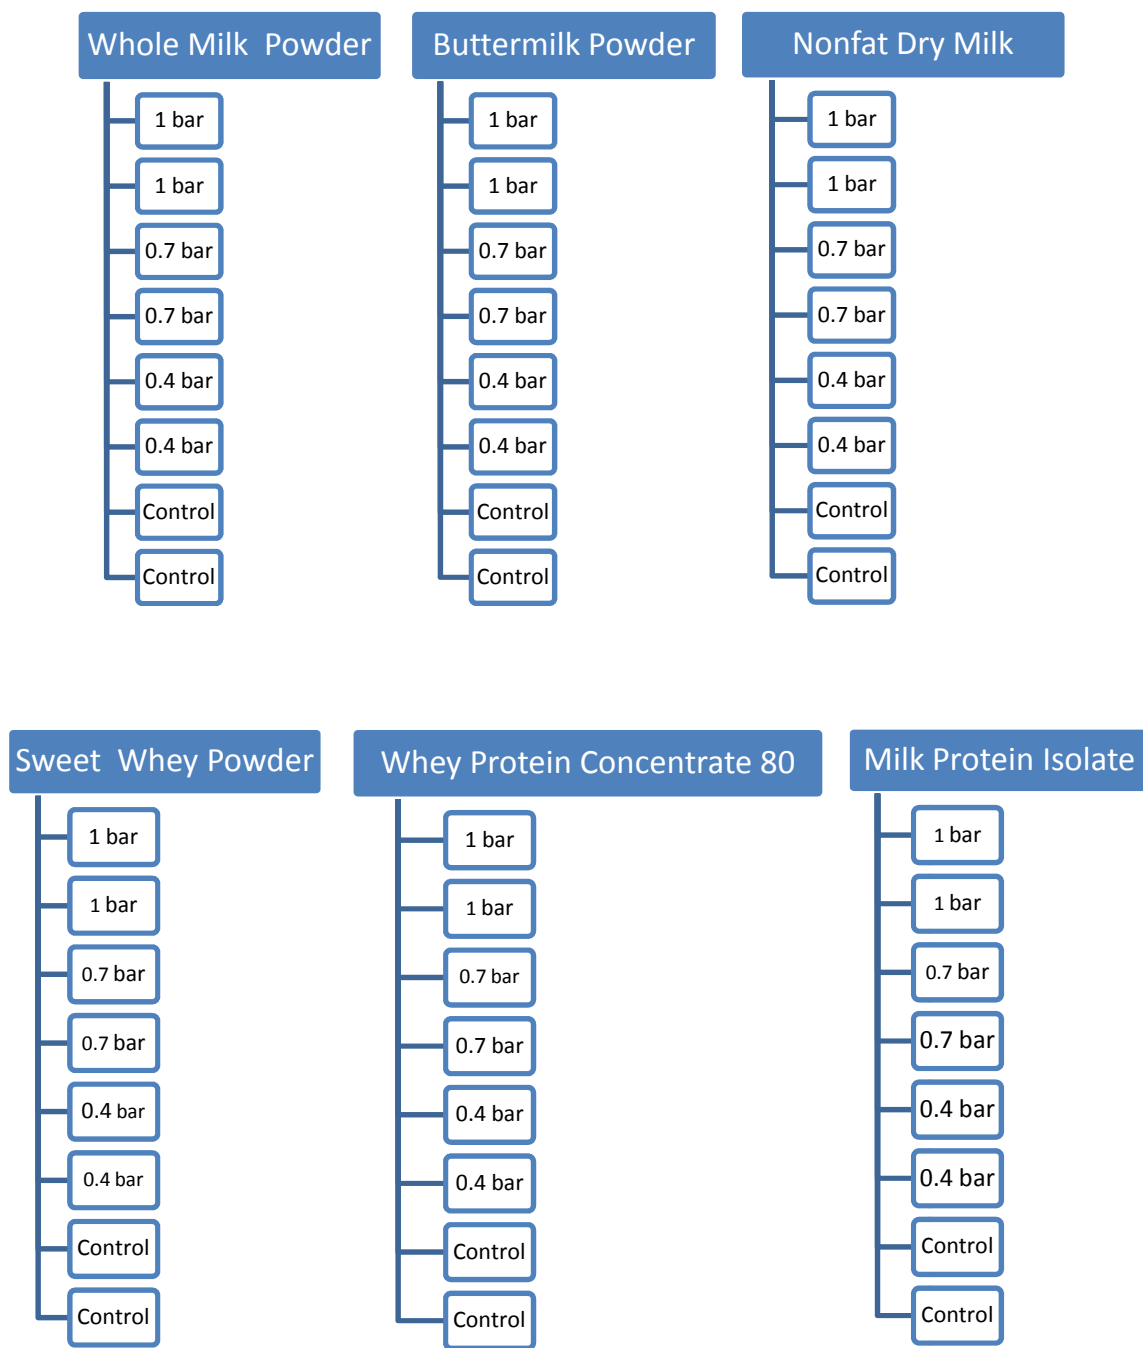 Whole Milk  Powder
1 bar
1 bar
0.7 bar
0.7 bar
0.4 bar
0.4 bar
Control
Control
Buttermilk Powder
1 bar
1 bar
0.7 bar
0.7 bar
0.4 bar
0.4 bar
Control
Control
Nonfat Dry Milk
1 bar
1 bar
0.7 bar
0.7 bar
0.4 bar
0.4 bar
Control
Control
Sweet  Whey Powder
1 bar
1 bar
0.7 bar
0.7 bar
0.4 bar
0.4 bar
Control
Control
Whey Protein Concentrate 80
1 bar
1 bar
0.7 bar
0.7 bar
0.4 bar
0.4 bar
Control
Control
Milk Protein Isolate
1 bar
1 bar
0.7 bar
0.7 bar
0.4 bar
0.4 bar
Control
Control